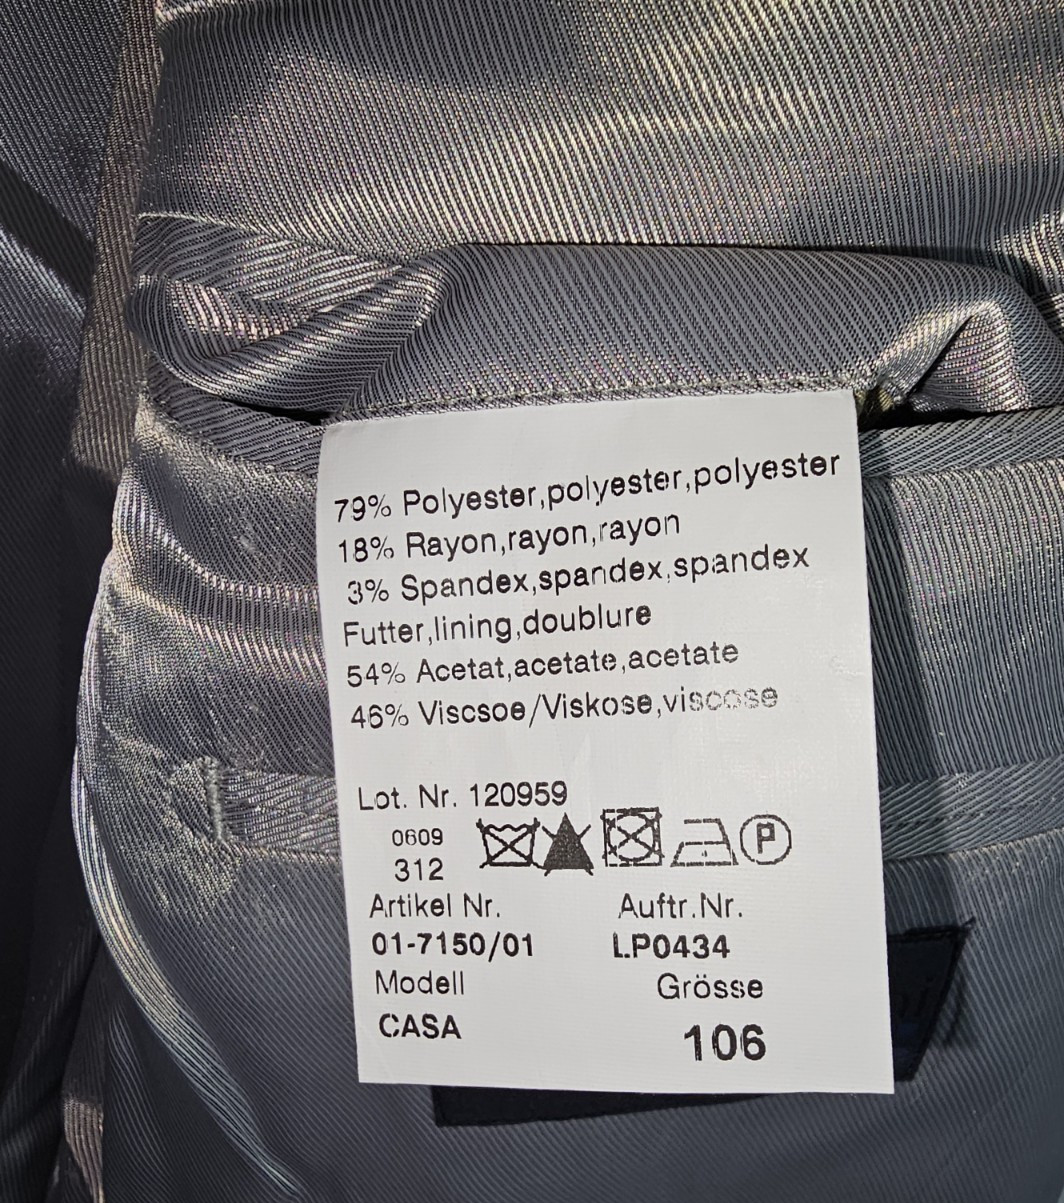 79% Polyester,polyester,polyester
18% Rayon,rayon,rayon
3% Spandex,spandex,spandex
Futter,lining,doublure
54% Acetat,acetate,acetate
46% Viscsoe/Viskose,viscose
Lot. Nr. 120959
0609
312
P
Artikel Nr. Auftr.Nr.
01-7150/01 LP0434
Modell Grösse
CASA 106